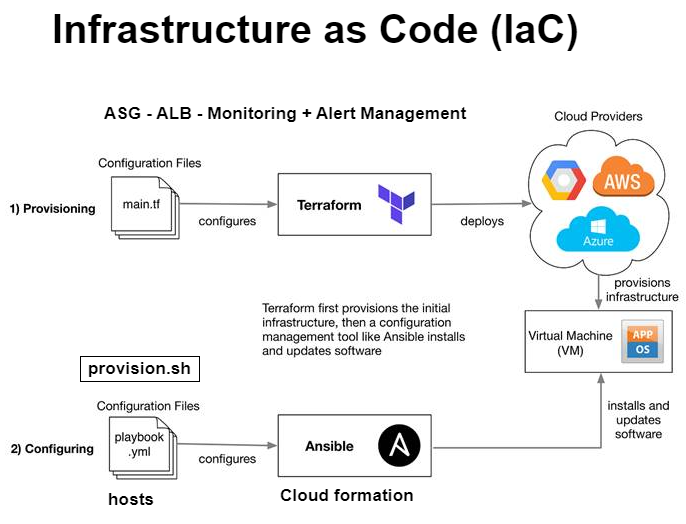 Infrastructure as Code (IaC)
ASG - ALB - Monitoring + Alert Management
Cloud Providers
Configuration Files
1) Provisioning
main.tf
configures
Terraform
deploys
AWS
Azure
provisions
infrastructure
Terraform first provisions the initial
infrastructure, then a configuration
management tool like Ansible installs
and updates software
Virtual Machine
(VM)
APP
OS
provision.sh
Configuration Files
2) Configuring
playbook
.yml
configures
Ansible
A
installs and
updates
software
hosts
Cloud formation